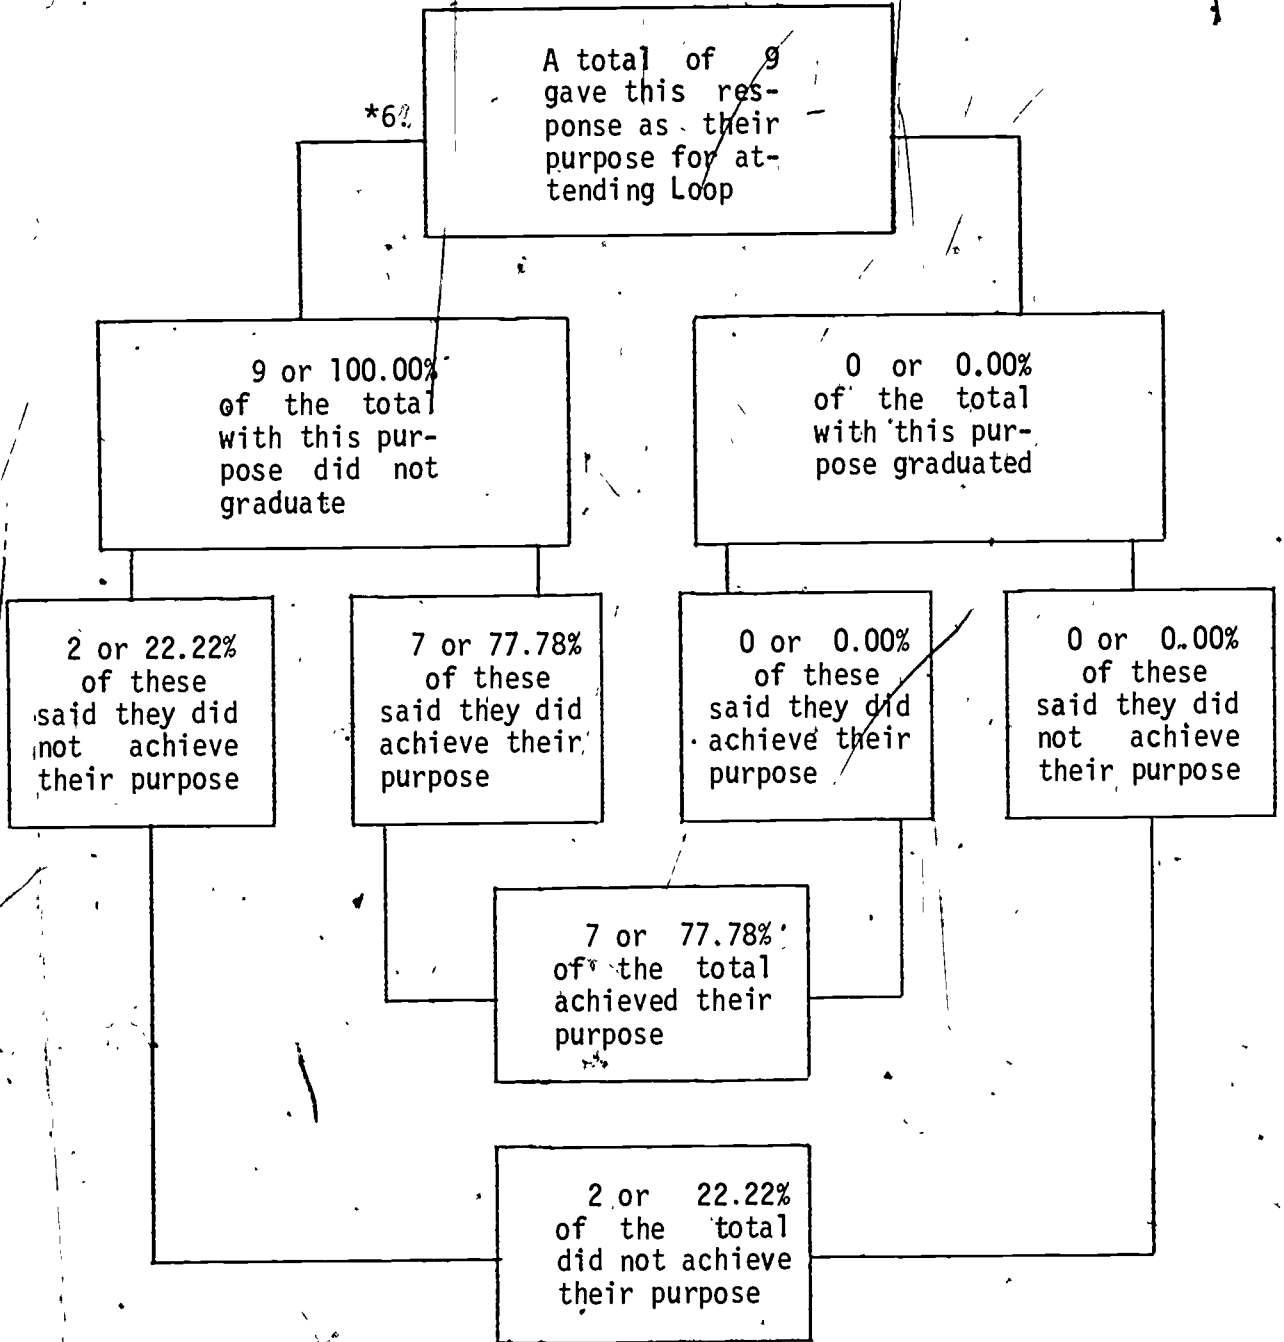 A total of 9
gave this res-
ponse as their
purpose for at-
tending Loop
9 or 100.00%
of the total
with this pur-
pose did not
graduate
0 or 0.00%
of the total
with this pur-
pose graduated
2 or 22.22%
of these
said they did
not achieve
their purpose
7 or 77.78%
of these
said they did
achieve their
purpose
0 or 0.00%
of these
said they did
achieve their
purpose
0 or 0.00%
of these
said they did
not achieve
their purpose
7 or 77.78%
of the total
achieved their
purpose
2 or 22.22%
of the total
did not achieve
their purpose